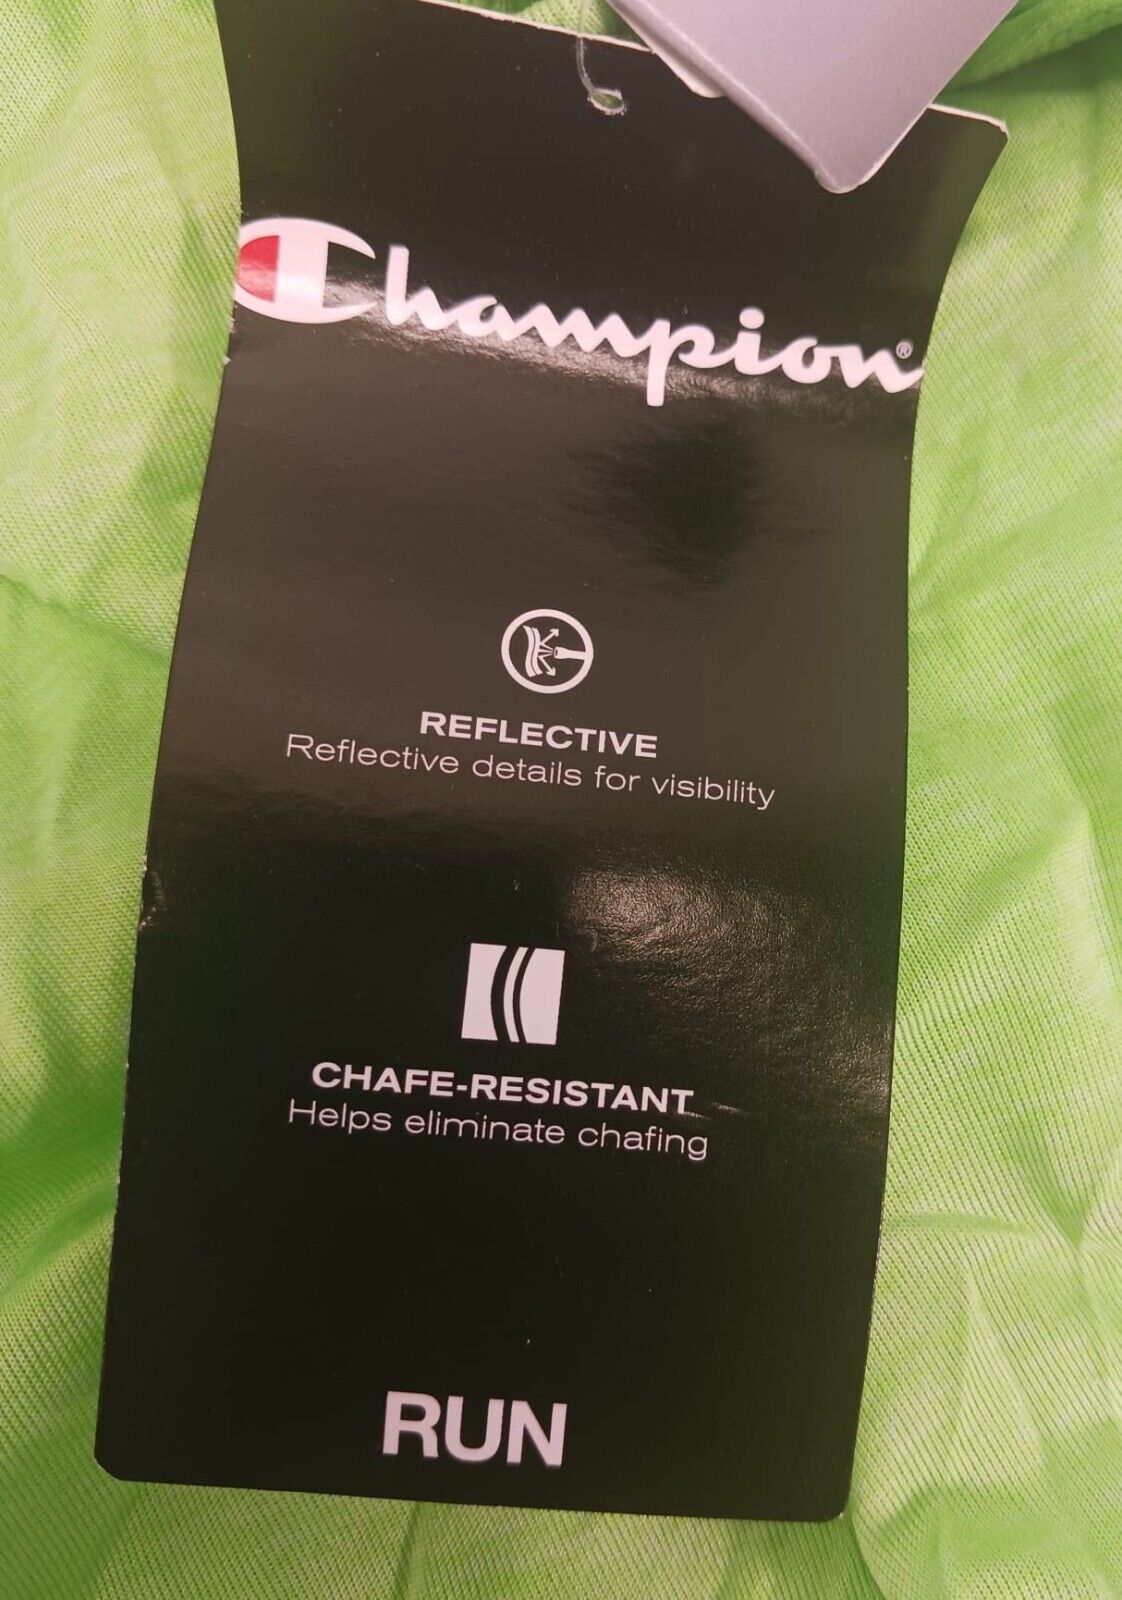 Champion®
REFLECTIVE
Reflective details for visibility
CHAFE-RESISTANT
Helps eliminate chafing
RUN